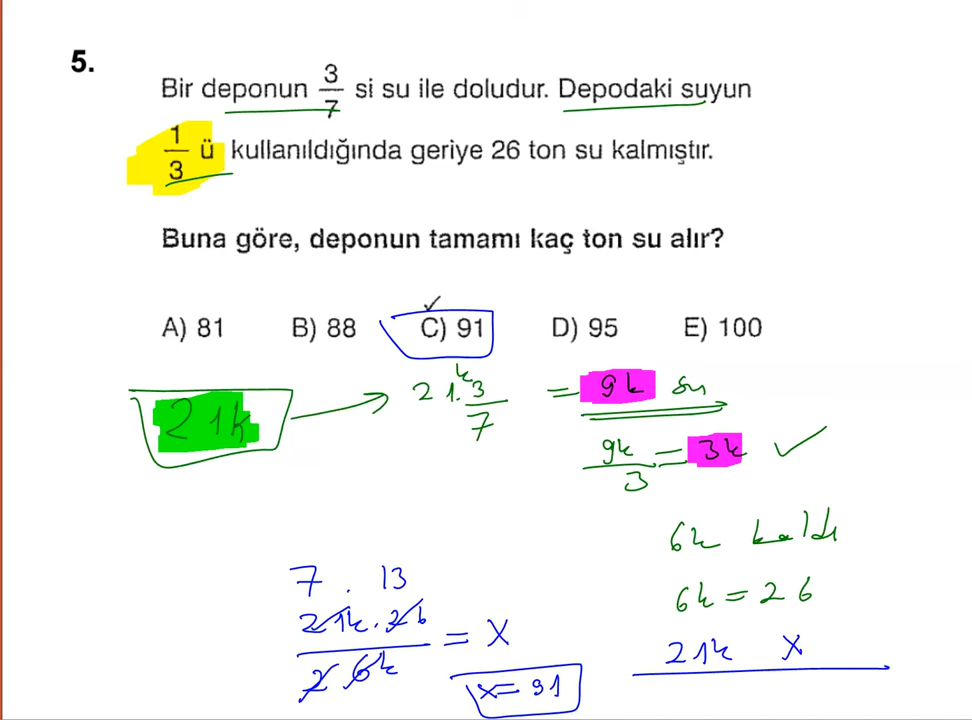 5.
Bir deponun 3/7 si su ile doludur. Depodaki suyun
1/3 ü kullanıldığında geriye 26 ton su kalmıştır.
Buna göre, deponun tamamı kaç ton su alır?
A) 81 B) 88 C) 91 D) 95 E) 100
21k
21k.3/7 = 9k su
9k/3 = 3k ✓
6k kaldı
6k = 26
21k x
7 . 13
21k.26/6k = x
2
x = 91